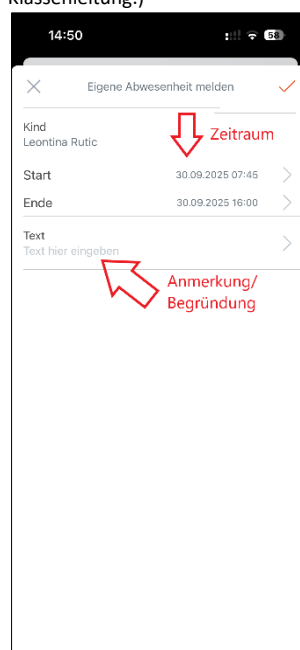 Klassenleitung.)
14:50
58
Eigene Abwesenheit melden
Kind
Leontina Rutic
Zeitraum
Start 30.09.2025 07:45
Ende 30.09.2025 16:00
Text
Text hier eingeben
Anmerkung/
Begründung